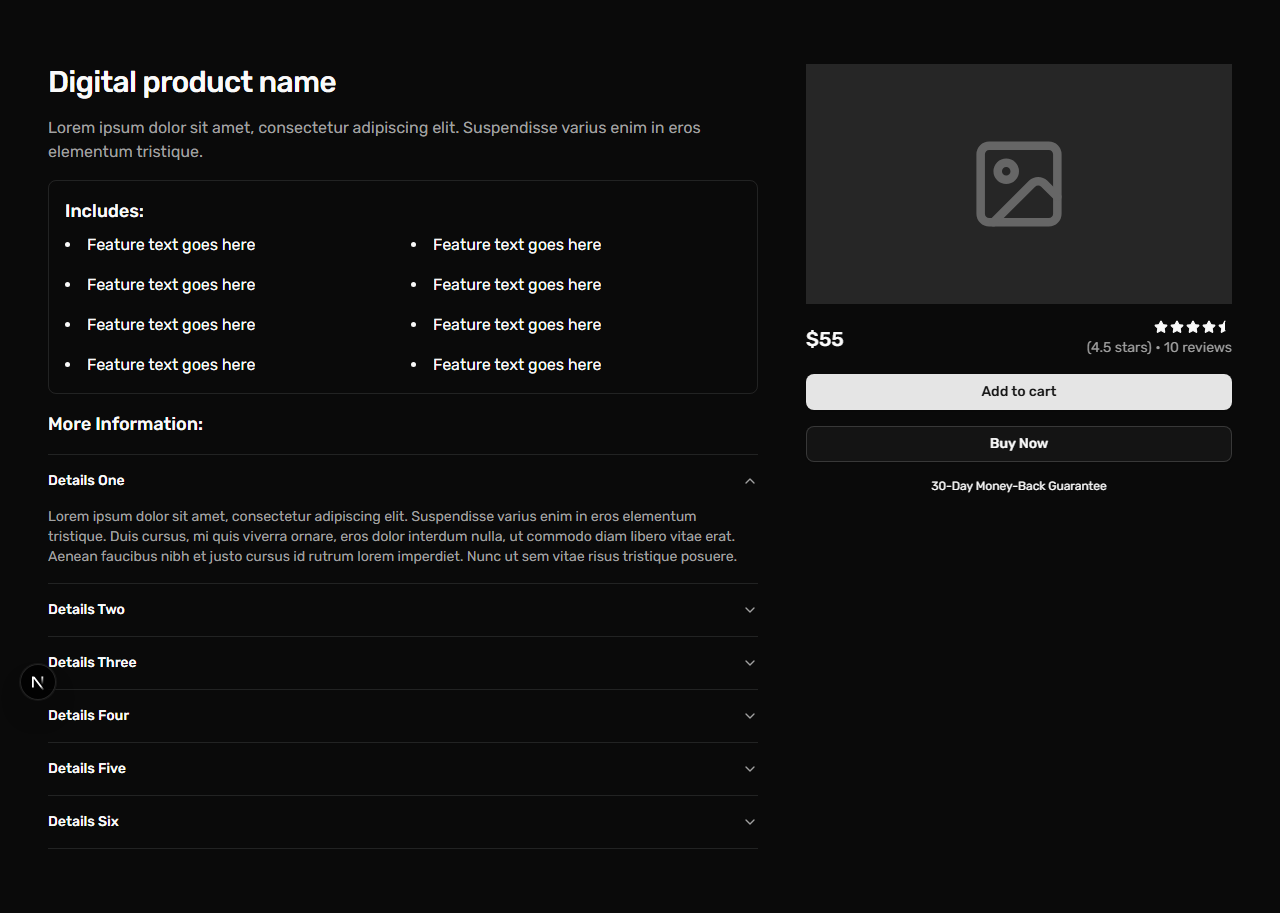 Digital product name
Lorem ipsum dolor sit amet, consectetur adipiscing elit. Suspendisse varius enim in eros
elementum tristique.
Includes:
• Feature text goes here
• Feature text goes here
• Feature text goes here
• Feature text goes here
• Feature text goes here
• Feature text goes here
• Feature text goes here
• Feature text goes here
More Information:
Details One
Lorem ipsum dolor sit amet, consectetur adipiscing elit. Suspendisse varius enim in eros elementum
tristique. Duis cursus, mi quis viverra ornare, eros dolor interdum nulla, ut commodo diam libero vitae erat.
Aenean faucibus nibh et justo cursus id rutrum lorem imperdiet. Nunc ut sem vitae risus tristique posuere.
Details Two
Details Three
N
Details Four
Details Five
Details Six
$55
(4.5 stars) • 10 reviews
Add to cart
Buy Now
30-Day Money-Back Guarantee